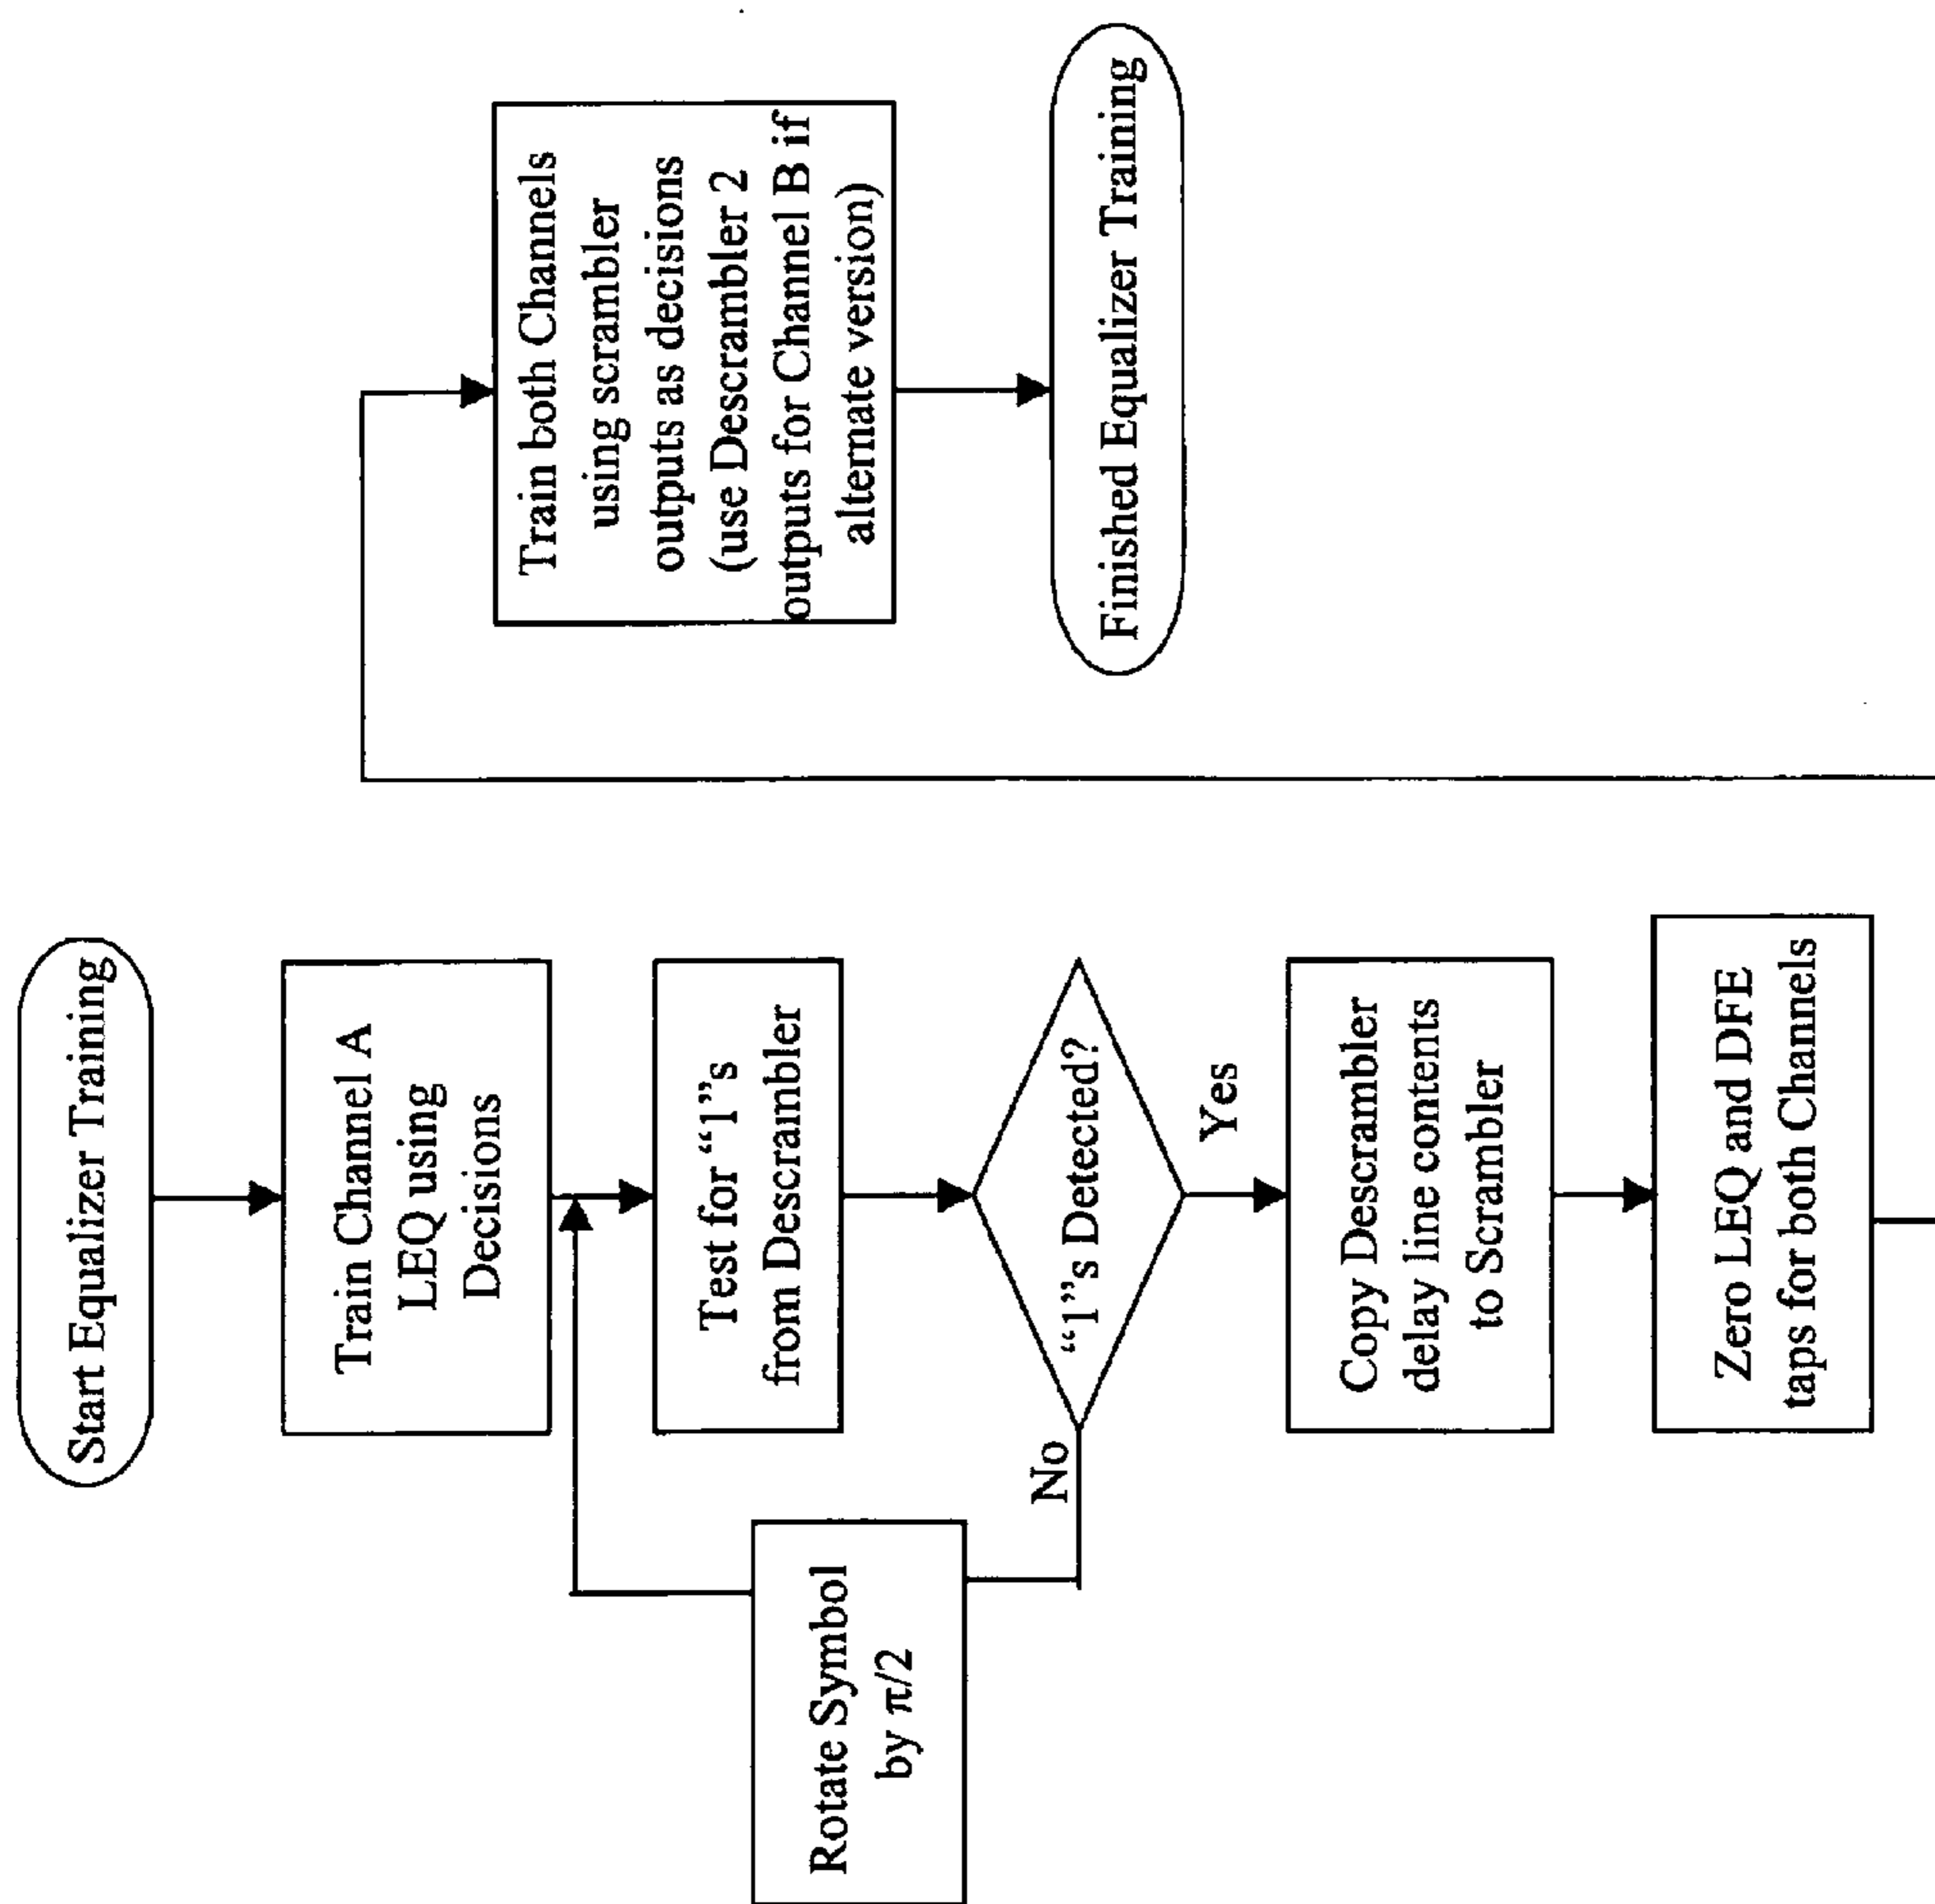 Start Equalizer Training
Train Channel A
LEQ using
Decisions
Test for “1”s
from Descrambler
“1”s Detected?
No
Rotate Symbol
by π/2
Yes
Copy Descrambler
delay line contents
to Scrambler
Zero LEQ and DFE
taps for both Channels
Train both Channels
using scrambler
outputs as decisions
(use Descrambler 2
outputs for Channel B if
alternate version)
Finished Equalizer Training